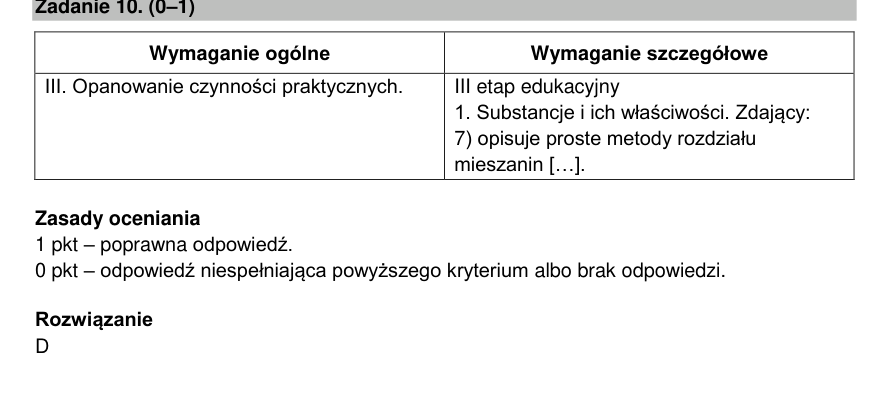 Zadanie 10. (0–1)
Wymaganie ogólne
Wymaganie szczegółowe
III. Opanowanie czynności praktycznych.
III etap edukacyjny
1. Substancje i ich właściwości. Zdający:
7) opisuje proste metody rozdziału
mieszanin […].
Zasady oceniania
1 pkt – poprawna odpowiedź.
0 pkt – odpowiedź niespełniająca powyższego kryterium albo brak odpowiedzi.
Rozwiązanie
D